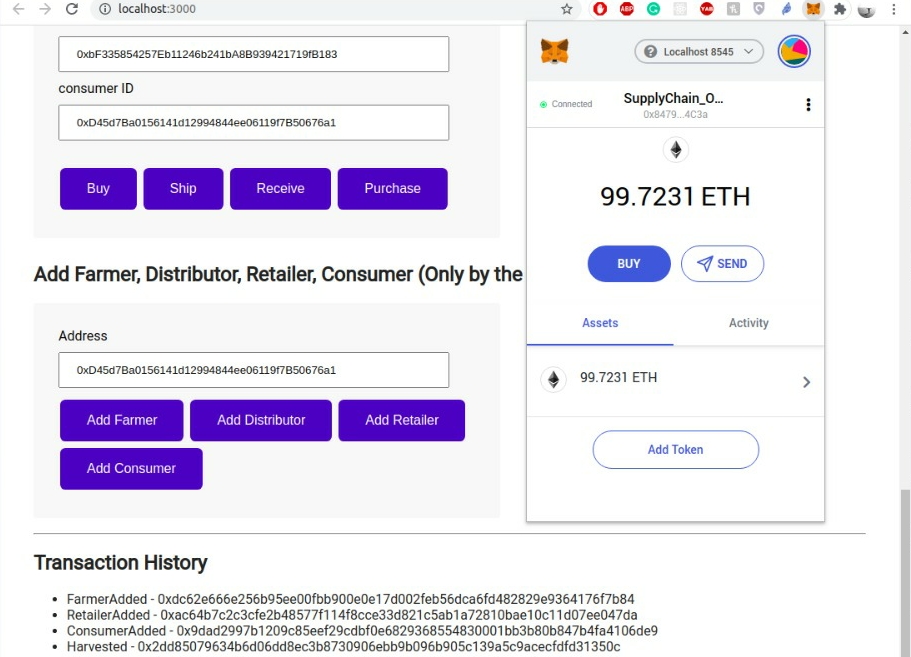 localhost:3000
0xbF335854257Eb11246b241bA8B939421719fB183
consumer ID
0xD45d7Ba0156141d12994844ee06119f7B50676a1
Buy Ship Receive Purchase
Add Farmer, Distributor, Retailer, Consumer (Only by the
Address
0xD45d7Ba0156141d12994844ee06119f7B50676a1
Add Farmer Add Distributor Add Retailer
Add Consumer
Localhost 8545
Connected
SupplyChain_O...
0x8479...4C3a
99.7231 ETH
BUY SEND
Assets Activity
99.7231 ETH
Add Token
Transaction History
FarmerAdded - 0xdc62e666e256b95ee00fbb900e0e17d002feb56dca6fd482829e9364176f7b84
RetailerAdded - 0xac64b7c2c3cfe2b48577f114f8cce33d821c5ab1a72810bae10c11d07ee047da
ConsumerAdded - 0x9dad2997b1209c85eef29cdbf0e6829368554830001bb3b80b847b4fa4106de9
Harvested - 0x2dd85079634b6d06dd8ec3b8730906ebb9b096b905c139a5c9acecfdfd31350c